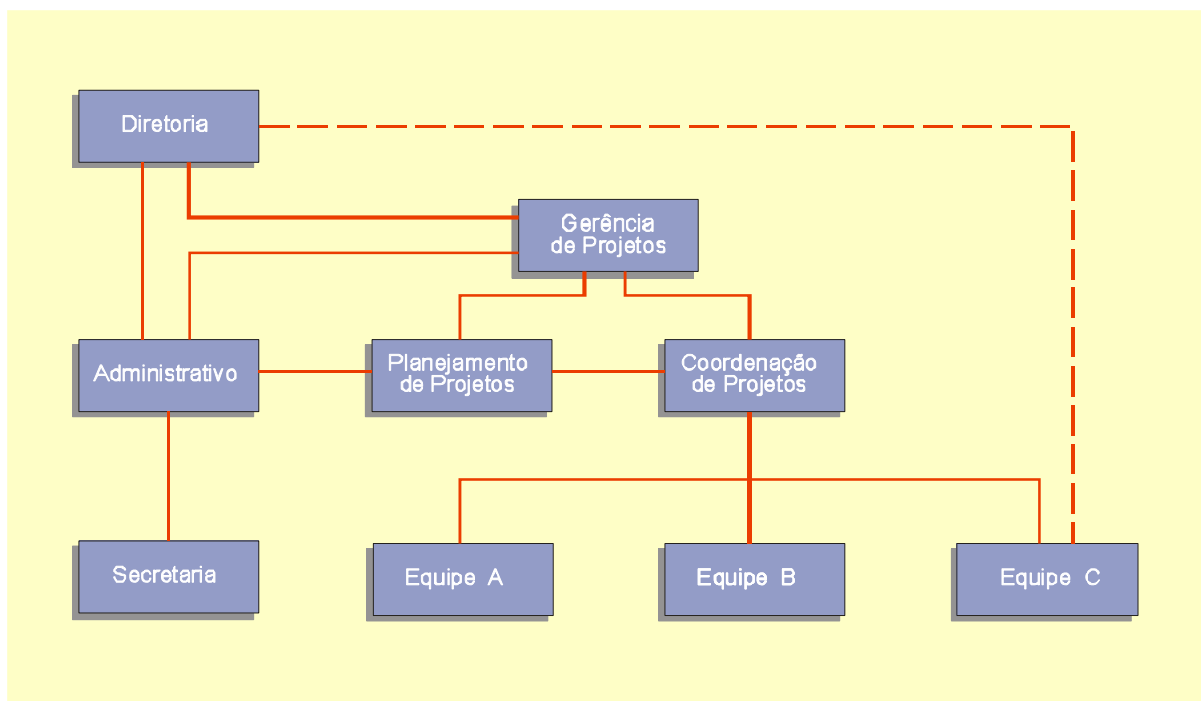 Diretoria
Gerência
de Projetos
Administrativo
Planejamento
de Projetos
Coordenação
de Projetos
Secretaria
Equipe A
Equipe B
Equipe C